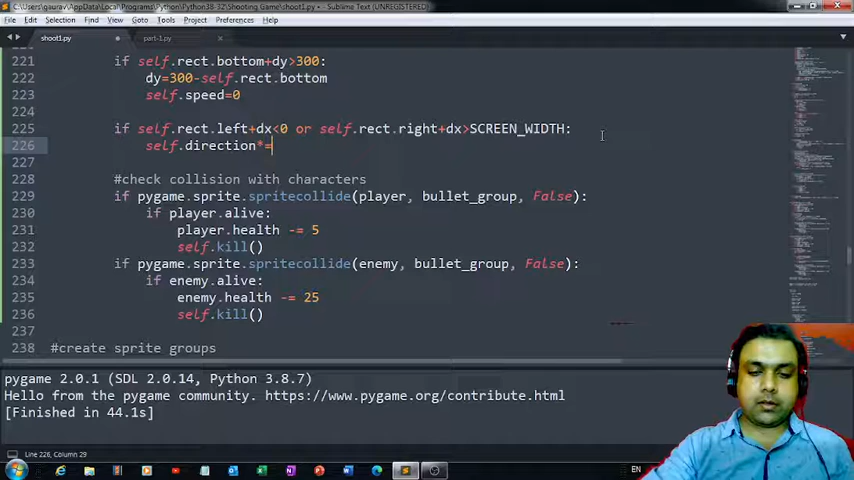 C:\Users\gaurav\AppData\Local\Programs\Python\Python38-32\Shooting Game\shoot1.py • - Sublime Text (UNREGISTERED)
File Edit Selection Find View Goto Tools Project Preferences Help
shoot1.py part-1.py
221 if self.rect.bottom+dy>300:
222 dy=300-self.rect.bottom
223 self.speed=0
224
225 if self.rect.left+dx<0 or self.rect.right+dx>SCREEN_WIDTH:
226 self.direction*=
227
228 #check collision with characters
229 if pygame.sprite.spritecollide(player, bullet_group, False):
230 if player.alive:
231 player.health -= 5
232 self.kill()
233 if pygame.sprite.spritecollide(enemy, bullet_group, False):
234 if enemy.alive:
235 enemy.health -= 25
236 self.kill()
237
238 #create sprite groups
pygame 2.0.1 (SDL 2.0.14, Python 3.8.7)
Hello from the pygame community. https://www.pygame.org/contribute.html
[Finished in 44.1s]
Line 226, Column 29
EN